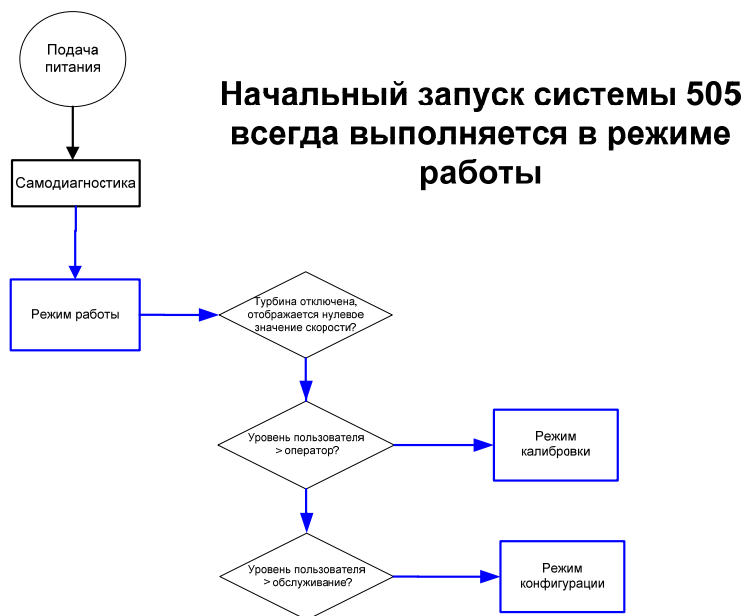 Подача
питания
Начальный запуск системы 505
всегда выполняется в режиме
работы
Самодиагностика
Режим работы
Турбина отключена,
отображается нулевое
значение скорости?
Уровень пользователя
> оператор?
Режим
калибровки
Уровень пользователя
> обслуживание?
Режим
конфигурации